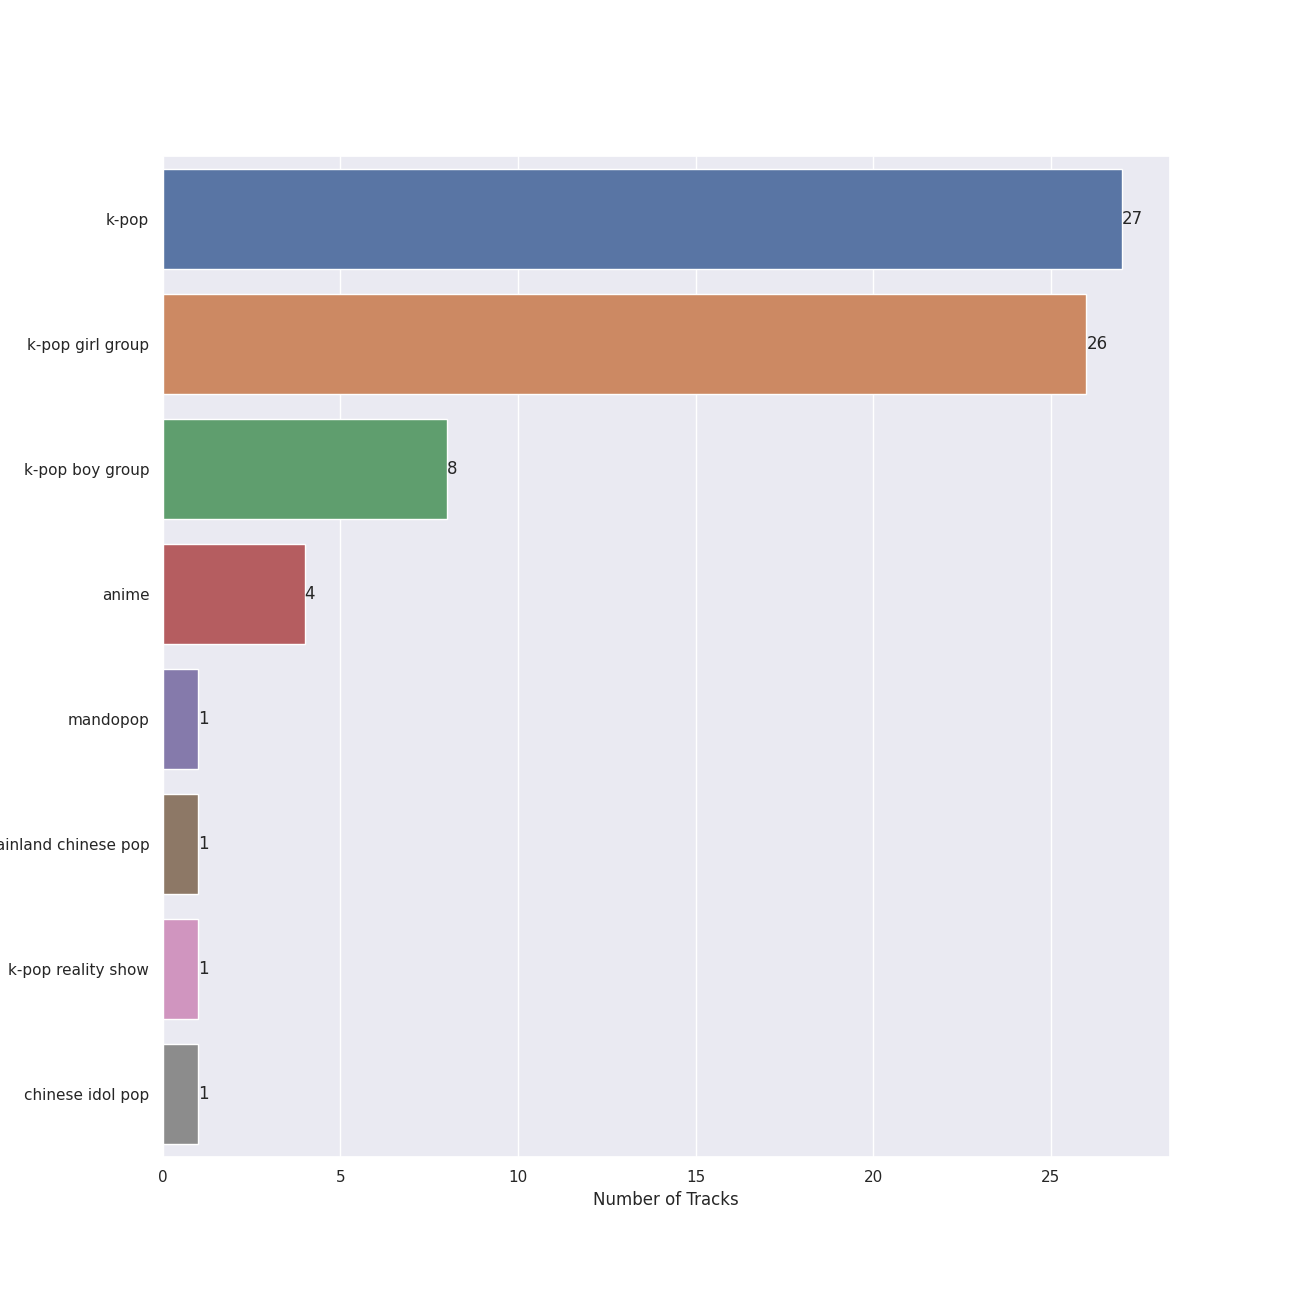 k-pop 27
k-pop girl group 26
k-pop boy group 8
anime 4
mandopop 1
ainland chinese pop 1
k-pop reality show 1
chinese idol pop 1
0 5 10 15 20 25
Number of Tracks